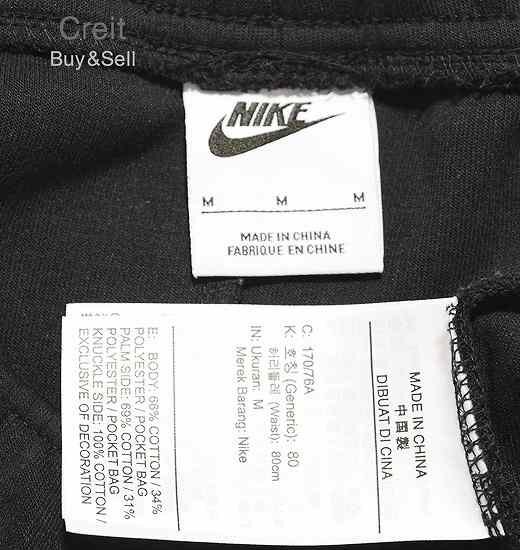 Creit
Buy&Sell
NIKE
M M M
MADE IN CHINA
FABRIQUE EN CHINE
MADE IN CHINA
中國製
DIBUAT DI CINA
C: 170/76A
K: 호칭 (Generic): 80
허리둘레 (Waist): 80cm
IN: Ukuran: M
Merek Barang: Nike
E: BODY: 66% COTTON / 34%
POLYESTER / POCKET BAG
PALM SIDE: 69% COTTON / 31%
POLYESTER / POCKET BAG
KNUCKLE SIDE: 100% COTTON /
EXCLUSIVE OF DECORATION